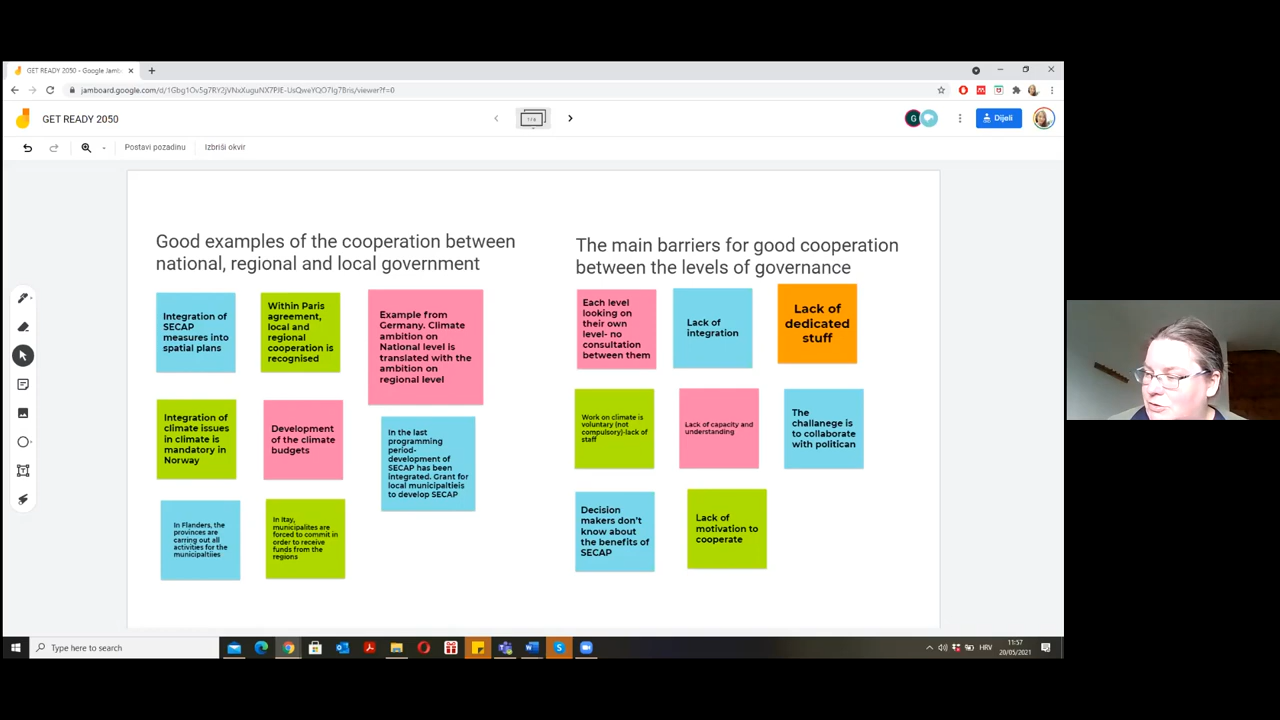 GET READY 2050 - Google Jamb
jamboard.google.com/d/1Gbg1Ov5g7RY2jVNxXuguNX7PJE-UsQweYQO7Ig7Bris/viewer?f=0
GET READY 2050
G
Dijeli
Postavi pozadinu
Izbriši okvir
Good examples of the cooperation between
national, regional and local government
Integration of
SECAP
measures into
spatial plans
Within Paris
agreement,
local and
regional
cooperation is
recognised
Example from
Germany. Climate
ambition on
National level is
translated with the
ambition on
regional level
Integration of
climate issues
in climate is
mandatory in
Norway
Development
of the climate
budgets
In the last
programming
period-
development of
SECAP has been
integrated. Grant for
local municipaltieis
to develop SECAP
In Flanders, the
provinces are
carrying out all
activities for the
municipaltiies
In Itay,
municipalites are
forced to commit in
order to receive
funds from the
regions
The main barriers for good cooperation
between the levels of governance
Each level
looking on
their own
level- no
consultation
between them
Lack of
integration
Lack of
dedicated
stuff
Work on climate is
voluntary (not
compulsory)-lack of
staff
Lack of capacity and
understanding
The
challanege is
to collaborate
with politican
Decision
makers don't
know about
the benefits of
SECAP
Lack of
motivation to
cooperate
Type here to search
HRV
11:57
20/05/2021